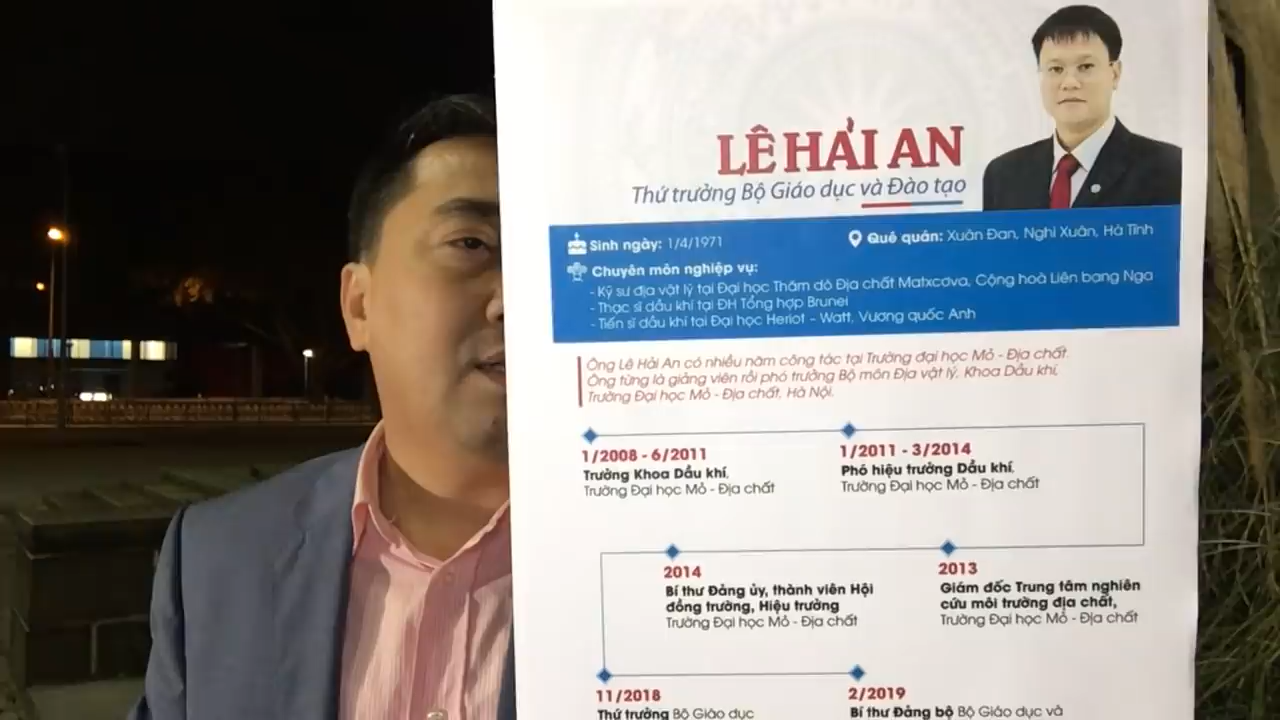 LÊ HẢI AN
Thứ trưởng Bộ Giáo dục và Đào tạo
Sinh ngày: 1/4/1971
Quê quán: Xuân Đan, Nghi Xuân, Hà Tĩnh
Chuyên môn nghiệp vụ:
- Kỹ sư địa vật lý tại Đại học Thăm dò Địa chất Matxcơva, Cộng hoà Liên bang Nga
- Thạc sĩ dầu khí tại ĐH Tổng hợp Brunei
- Tiến sĩ dầu khí tại Đại học Heriot – Watt, Vương quốc Anh
Ông Lê Hải An có nhiều năm công tác tại Trường đại học Mỏ - Địa chất.
Ông từng là giảng viên rồi phó trưởng Bộ môn Địa vật lý, Khoa Dầu khí,
Trường Đại học Mỏ - Địa chất, Hà Nội.
1/2008 - 6/2011
Trưởng Khoa Dầu khí,
Trường Đại học Mỏ - Địa chất
1/2011 - 3/2014
Phó hiệu trưởng Dầu khí,
Trường Đại học Mỏ - Địa chất
2014
Bí thư Đảng ủy, thành viên Hội
đồng trường, Hiệu trưởng
Trường Đại học Mỏ - Địa chất
2013
Giám đốc Trung tâm nghiên
cứu môi trường địa chất,
Trường Đại học Mỏ - Địa chất
11/2018
Thứ trưởng Bộ Giáo dục
2/2019
Bí thư Đảng bộ Bộ Giáo dục và